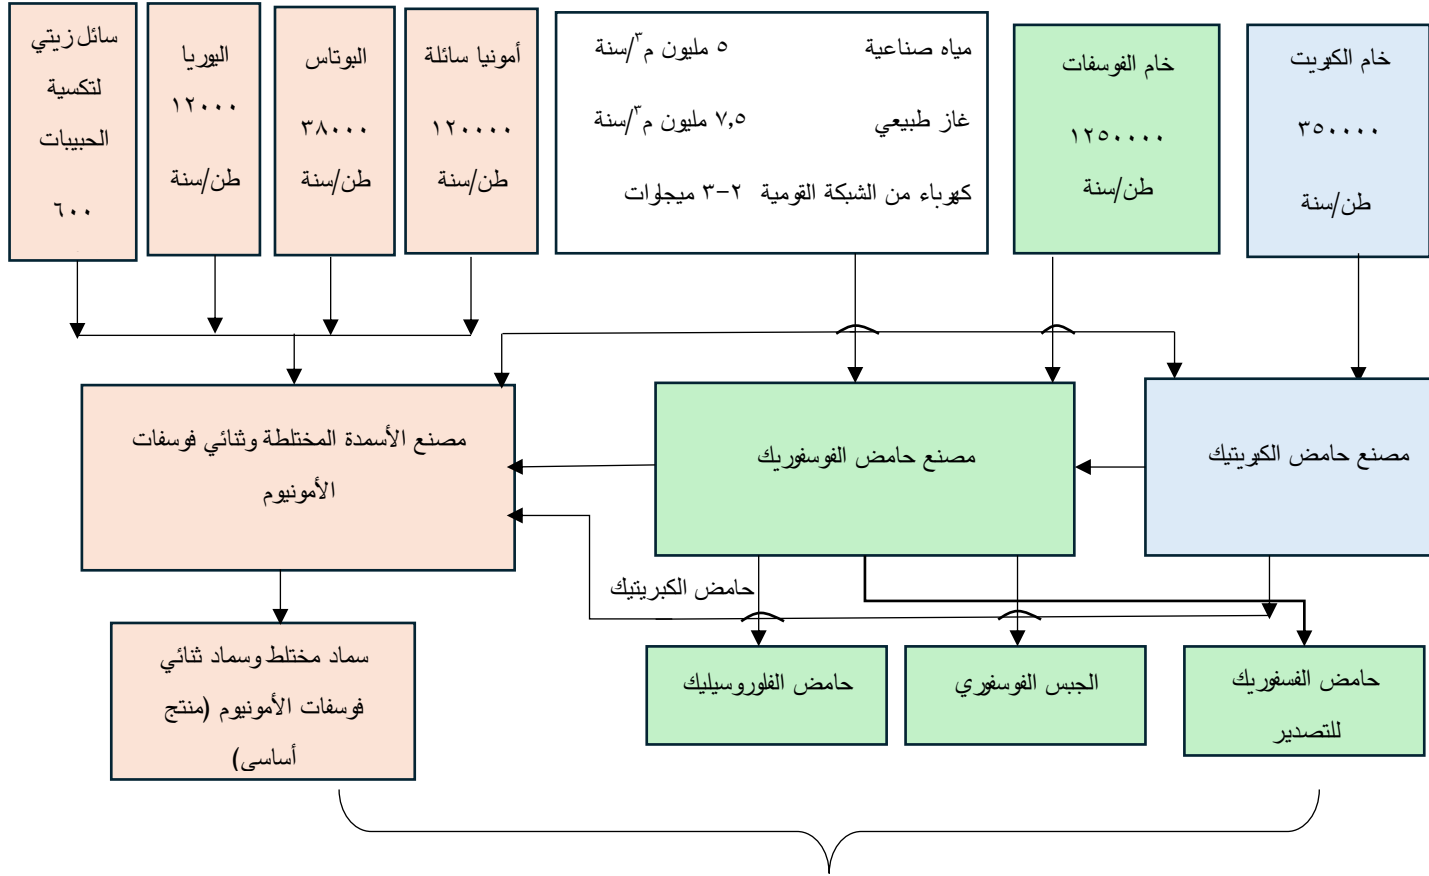 خام الكبريت
٣٥٠٠٠٠
طن/سنة
خام الفوسفات
١٢٥٠٠٠٠
طن/سنة
مياه صناعية ٥ مليون م٣/سنة
غاز طبيعي ٧,٥ مليون م٣/سنة
كهرباء من الشبكة القومية ٢-٣ ميجلوات
أمونيا سائلة
١٢٠٠٠٠
طن/سنة
البوتاس
٣٨٠٠٠
طن/سنة
اليوريا
١٢٠٠٠
طن/سنة
سائل زيتي
لتكسية
الحبيبات
٦٠٠
مصنع حامض الكبريتيك
مصنع حامض الفوسفوريك
مصنع الأسمدة المختلطة وثنائي فوسفات
الأمونيوم
حامض الكبريتيك
حامض الفسفوريك
للتصدير
الجبس الفوسفوري
حامض الفلوروسيليك
سماد مختلط وسماد ثنائي
فوسفات الأمونيوم (منتج
أساسي)